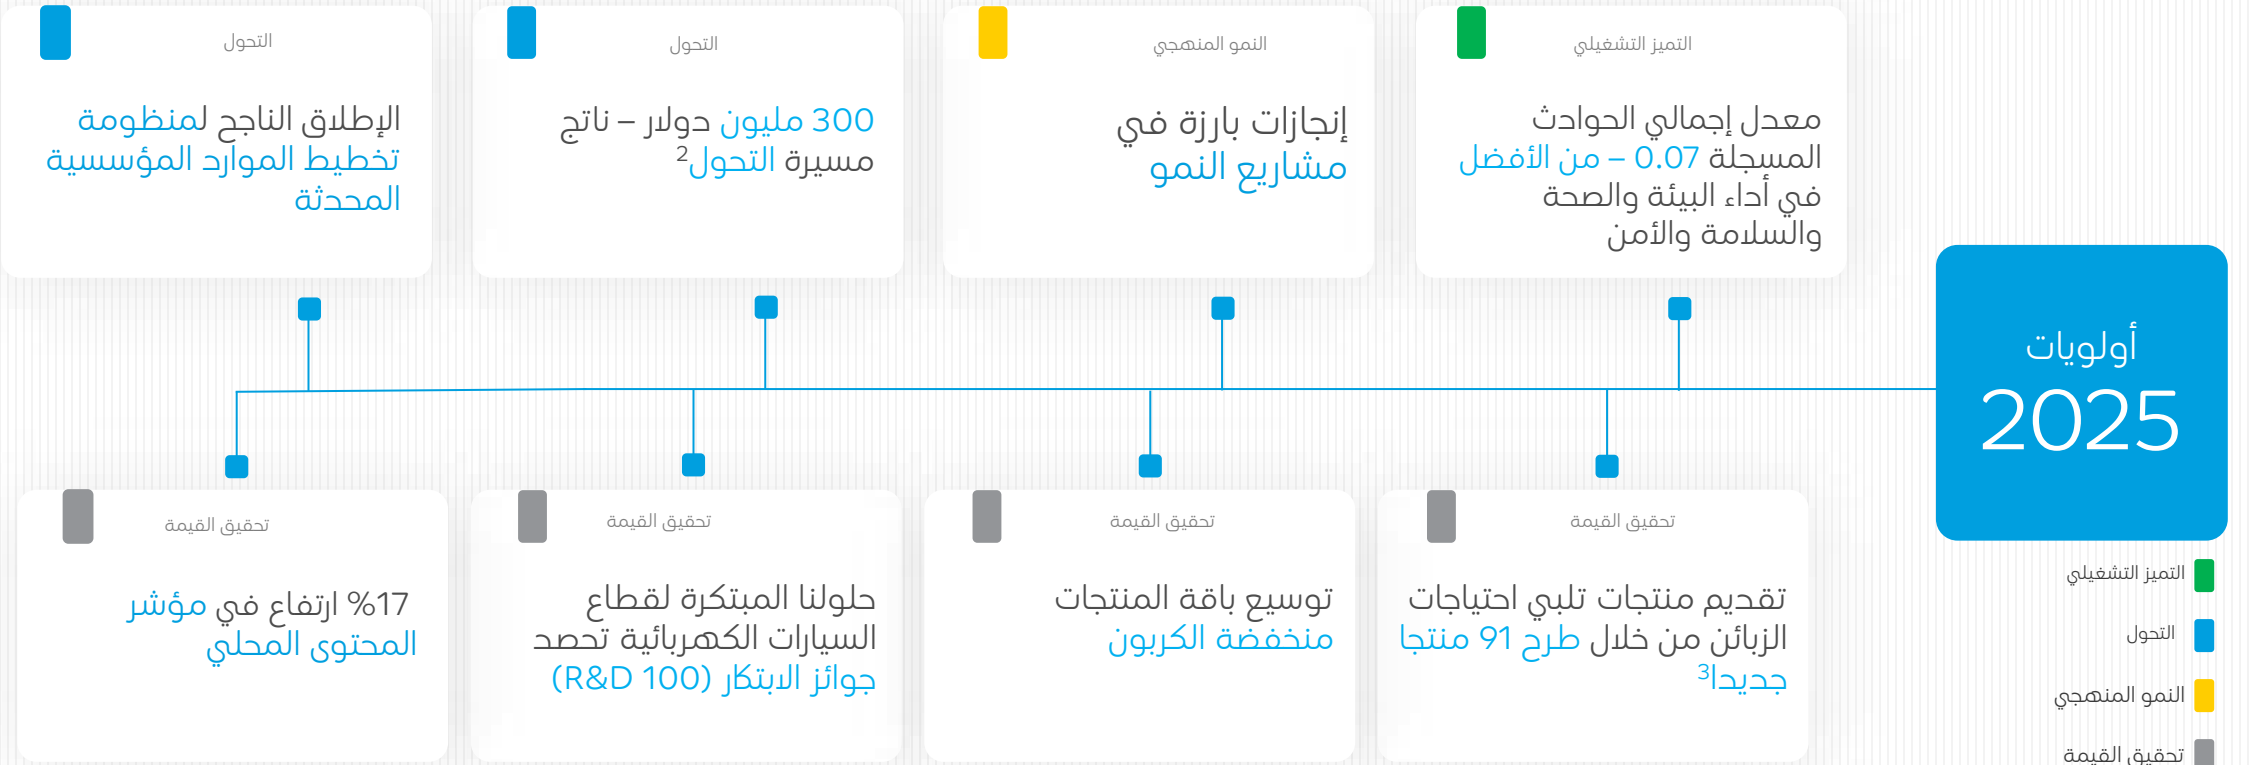 أولويات
2025
التميز التشغيلي
معدل إجمالي الحوادث
المسجلة 0.07 – من الأفضل
في أداء البيئة والصحة
والسلامة والأمن
النمو المنهجي
إنجازات بارزة في
مشاريع النمو
التحول
300 مليون دولار – ناتج
مسيرة التحول2
التحول
الإطلاق الناجح لمنظومة
تخطيط الموارد المؤسسية
المحدثة
تحقيق القيمة
تقديم منتجات تلبي احتياجات
الزبائن من خلال طرح 91 منتجا
جديدا3
تحقيق القيمة
توسيع باقة المنتجات
منخفضة الكربون
تحقيق القيمة
حلولنا المبتكرة لقطاع
السيارات الكهربائية تحصد
جوائز الابتكار (R&D 100)
تحقيق القيمة
17% ارتفاع في مؤشر
المحتوى المحلي
التميز التشغيلي
التحول
النمو المنهجي
تحقيق القيمة